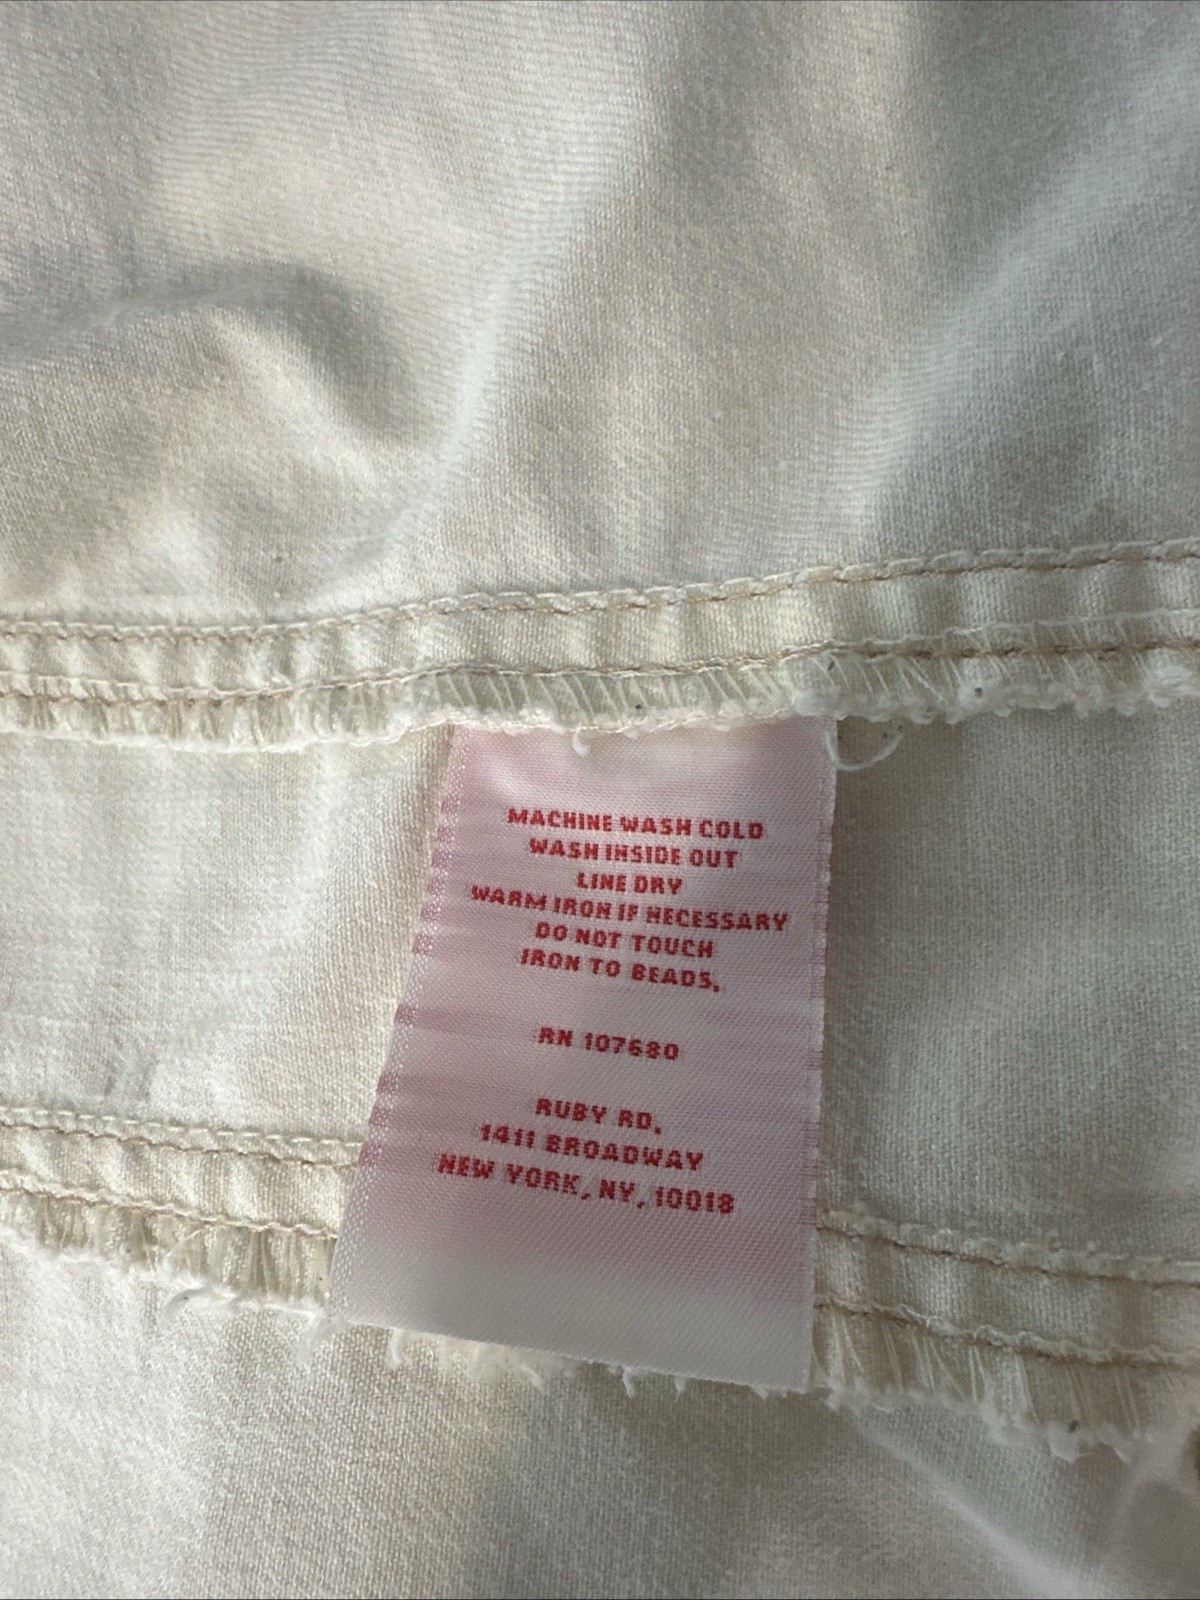 MACHINE WASH COLD
WASH INSIDE OUT
LINE DRY
WARM IRON IF NECESSARY
DO NOT TOUCH
IRON TO BEADS.
RN 107680
RUBY RD.
1411 BROADWAY
NEW YORK, NY, 10018